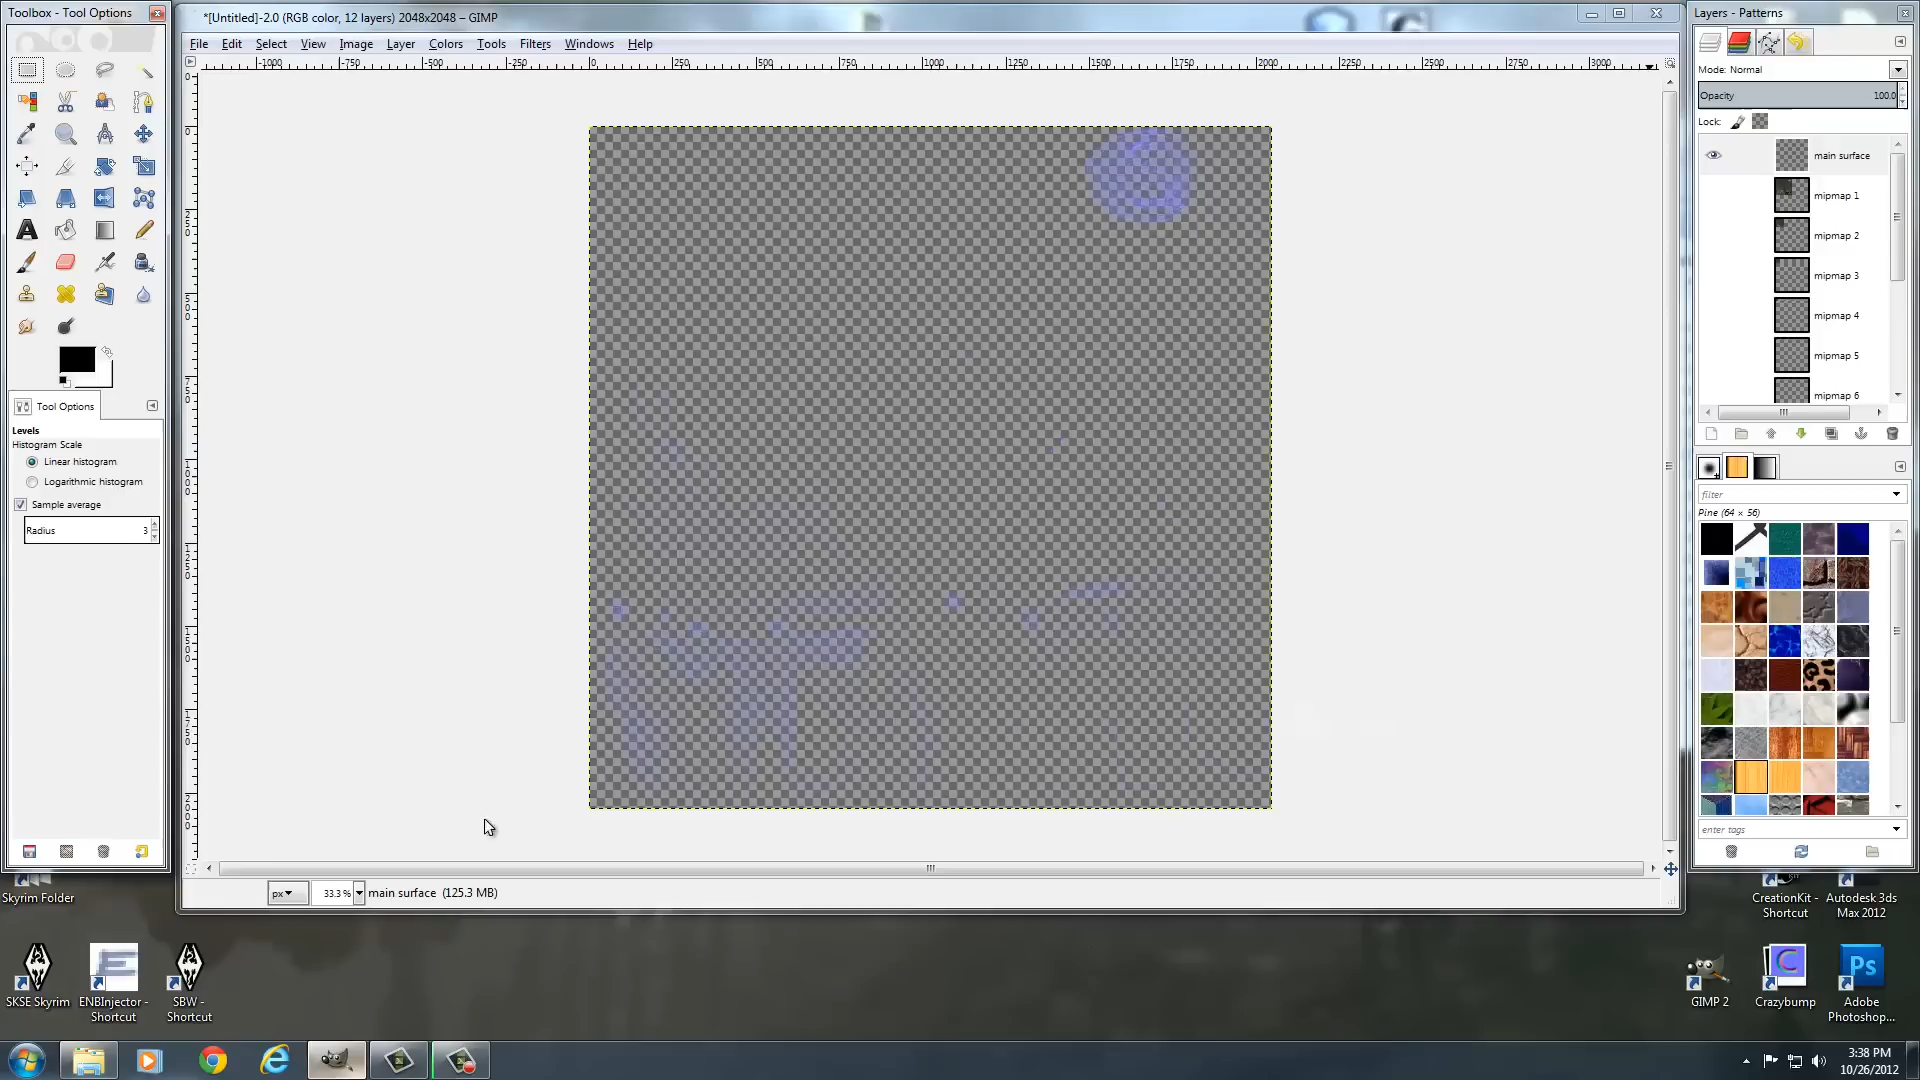 Toolbox - Tool Options
*[Untitled]-2.0 (RGB color, 12 layers) 2048x2048 – GIMP
Layers - Patterns
File Edit Select View Image Layer Colors Tools Filters Windows Help
-1000 -750 -500 -250 0 250 500 750 1000 1250 1500 1750 2000 2250 2500 2750 3000
Mode: Normal
Opacity 100.0
Lock:
main surface
mipmap 1
mipmap 2
mipmap 3
mipmap 4
mipmap 5
mipmap 6
Tool Options
Levels
Histogram Scale
Linear histogram
Logarithmic histogram
Sample average
Radius 3
filter
Pine (64 × 56)
enter tags
px 33.3 % main surface (125.3 MB)
Skyrim Folder
CreationKit - Shortcut
Autodesk 3ds Max 2012
SKSE Skyrim
ENBInjector - Shortcut
SBW - Shortcut
GIMP 2
Crazybump
Adobe Photoshop...
3:38 PM
10/26/2012